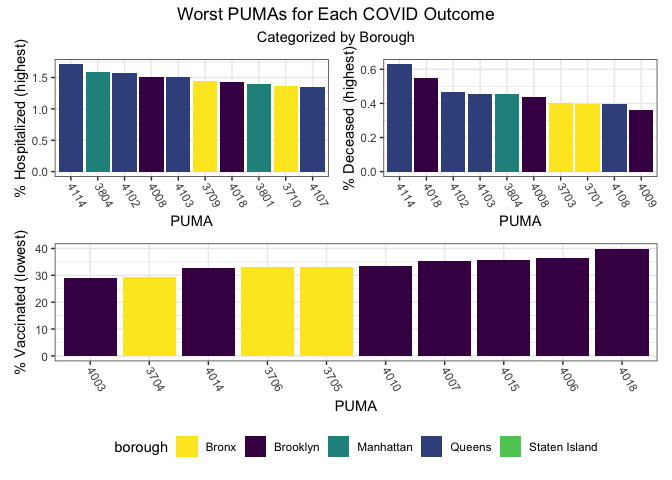 Worst PUMAs for Each COVID Outcome
Categorized by Borough
% Hospitalized (highest)
1.5
1.0
0.5
0.0
4114 3804 4102 4008 4103 3709 4018 3801 3710 4107
PUMA
% Deceased (highest)
0.6
0.4
0.2
0.0
4114 4018 4102 4103 3804 4008 3703 3701 4108 4009
PUMA
% Vaccinated (lowest)
40
30
20
10
0
4003 3704 4014 3706 3705 4010 4007 4015 4006 4018
PUMA
borough Bronx Brooklyn Manhattan Queens Staten Island